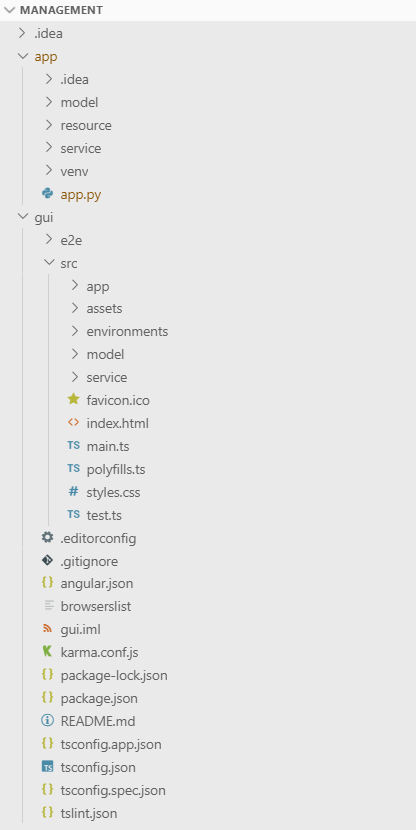 MANAGEMENT
.idea
app
.idea
model
resource
service
venv
app.py
gui
e2e
src
app
assets
environments
model
service
favicon.ico
<> index.html
TS main.ts
TS polyfills.ts
# styles.css
TS test.ts
.editorconfig
.gitignore
{} angular.json
browserslist
gui.iml
karma.conf.js
{} package-lock.json
{} package.json
README.md
{} tsconfig.app.json
TS tsconfig.json
{} tsconfig.spec.json
{} tslint.json